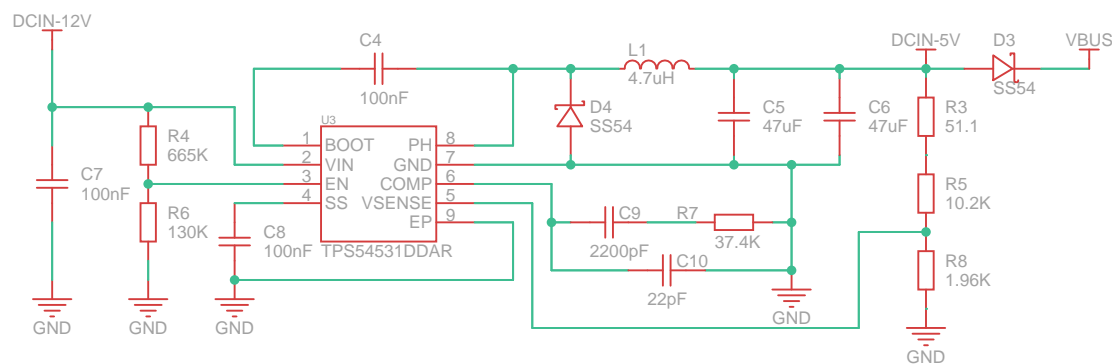 DCIN-12V
C4
100nF
L1
4.7uH
DCIN-5V
D3
SS54
VBUS
D4
SS54
C5
47uF
C6
47uF
R3
51.1
R4
665K
U3
1 BOOT PH 8
2 VIN GND 7
3 EN COMP 6
4 SS VSENSE 5
EP 9
TPS54531DDAR
C7
100nF
R6
130K
C8
100nF
C9
2200pF
R7
37.4K
C10
22pF
R5
10.2K
R8
1.96K
GND
GND
GND
GND
GND